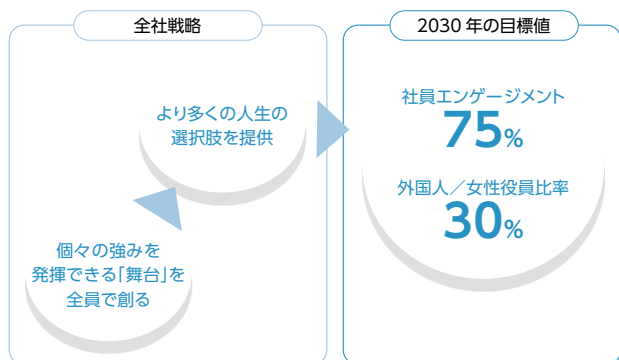 全社戦略
より多くの人生の
選択肢を提供
個々の強みを
発揮できる「舞台」を
全員で創る
2030年の目標値
社員エンゲージメント
75%
外国人／女性役員比率
30%